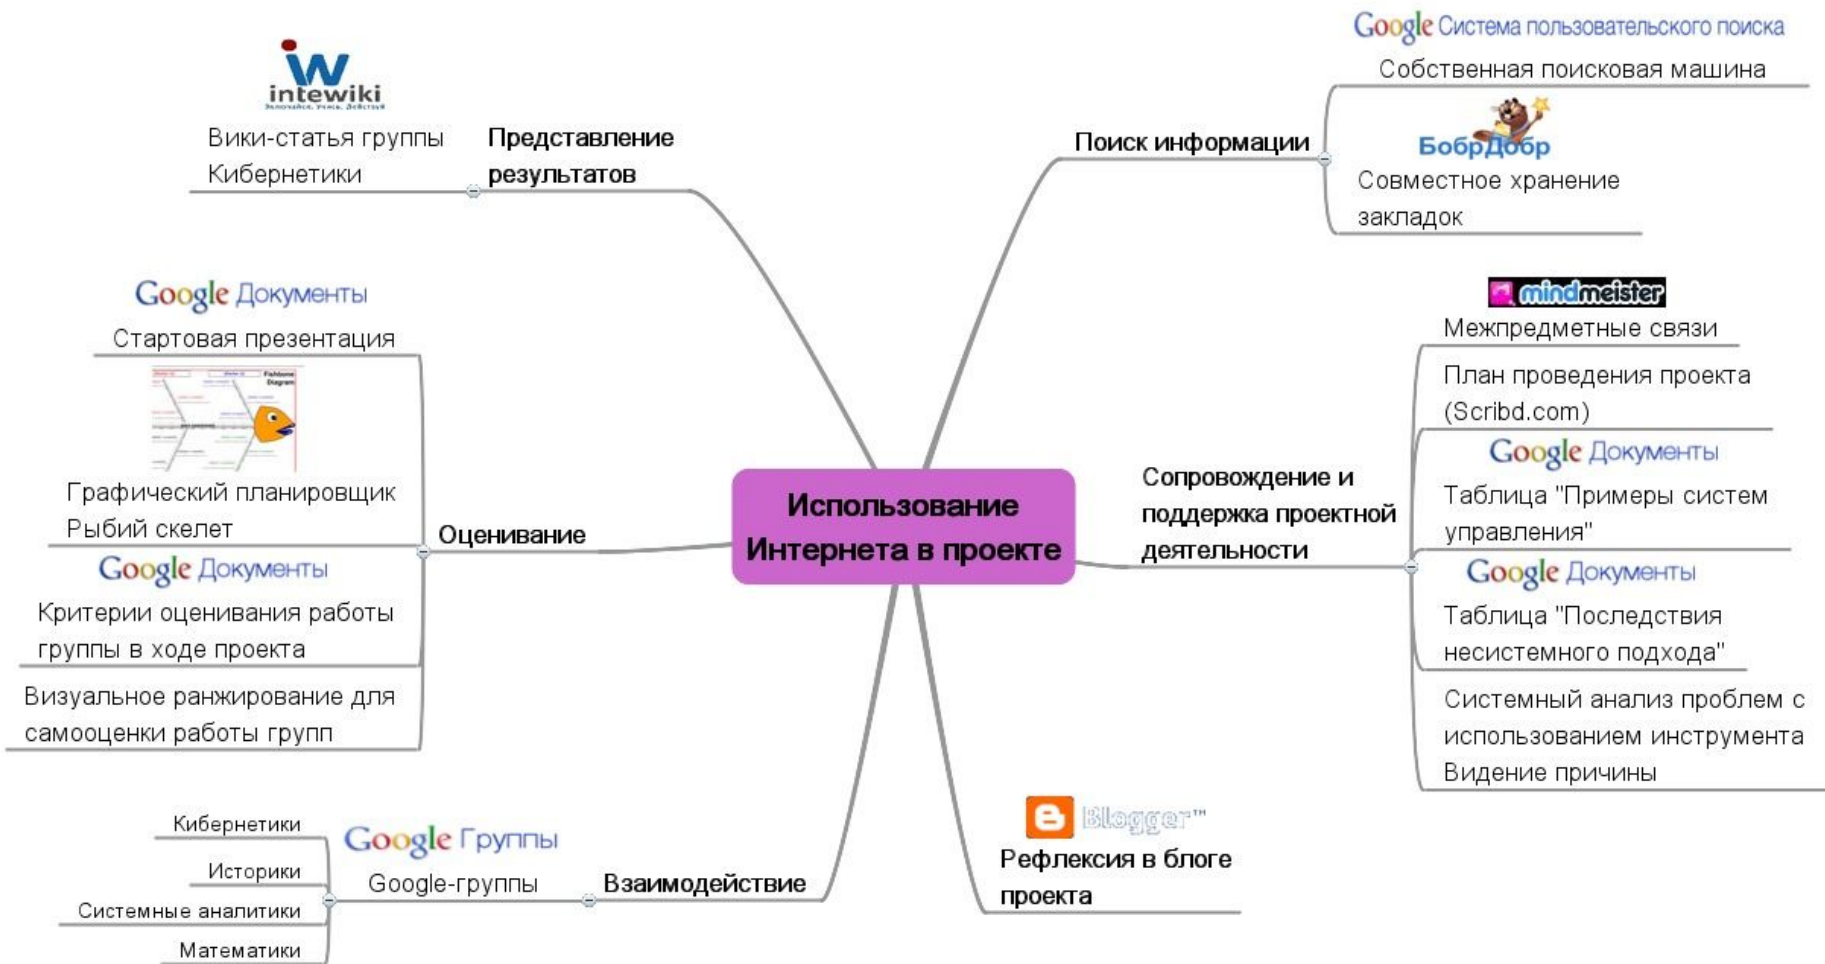 Использование
Интернета в проекте
Google Система пользовательского поиска
Собственная поисковая машина
Поиск информации
БобрДобр
Совместное хранение
закладок
mindmeister
Межпредметные связи
План проведения проекта
(Scribd.com)
Google Документы
Таблица "Примеры систем
управления"
Сопровождение и
поддержка проектной
деятельности
Google Документы
Таблица "Последствия
несистемного подхода"
Системный анализ проблем с
использованием инструмента
Видение причины
Blogger™
Рефлексия в блоге
проекта
intewiki
Вики-статья группы
Кибернетики
Представление
результатов
Google Документы
Стартовая презентация
Fishbone
Diagram
Графический планировщик
Рыбий скелет
Оценивание
Google Документы
Критерии оценивания работы
группы в ходе проекта
Визуальное ранжирование для
самооценки работы групп
Google Группы
Google-группы
Взаимодействие
Кибернетики
Историки
Системные аналитики
Математики